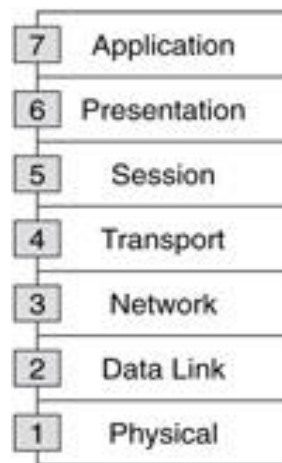 7 Application
6 Presentation
5 Session
4 Transport
3 Network
2 Data Link
1 Physical